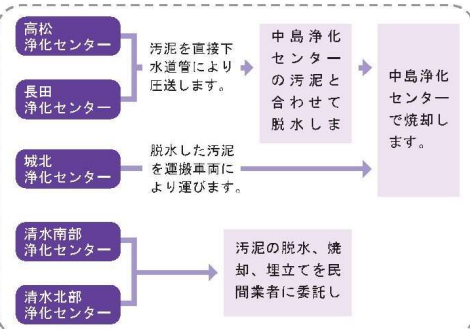 高松
浄化センター
長田
浄化センター
汚泥を直接下
水道管により
圧送します。
中島浄化
センター
の汚泥と
合わせて
脱水しま
中島浄化
センター
で焼却し
ます。
城北
浄化センター
脱水した汚泥
を運搬車両に
より運びます。
清水南部
浄化センター
清水北部
浄化センター
汚泥の脱水、焼
却、埋立てを民
間業者に委託し